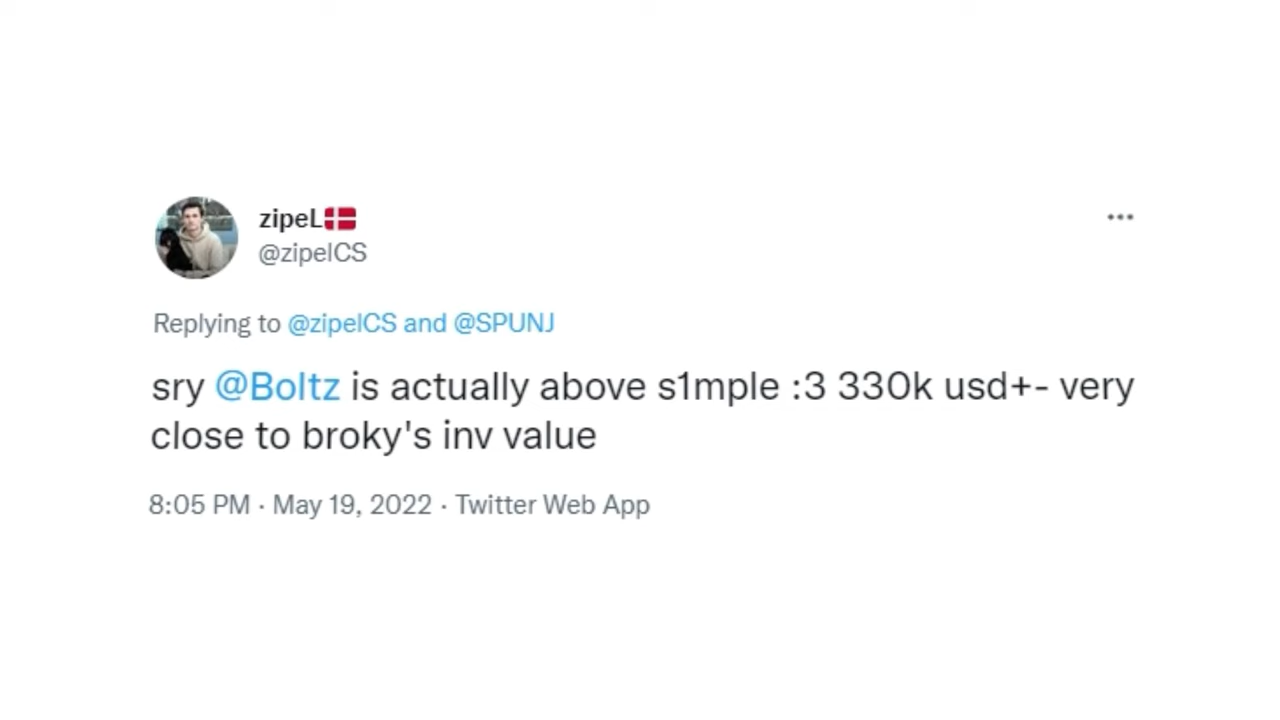 zipeL🇩🇰
@zipelCS
Replying to @zipelCS and @SPUNJ
sry @Boltz is actually above s1mple :3 330k usd+- very
close to broky's inv value
8:05 PM · May 19, 2022 · Twitter Web App